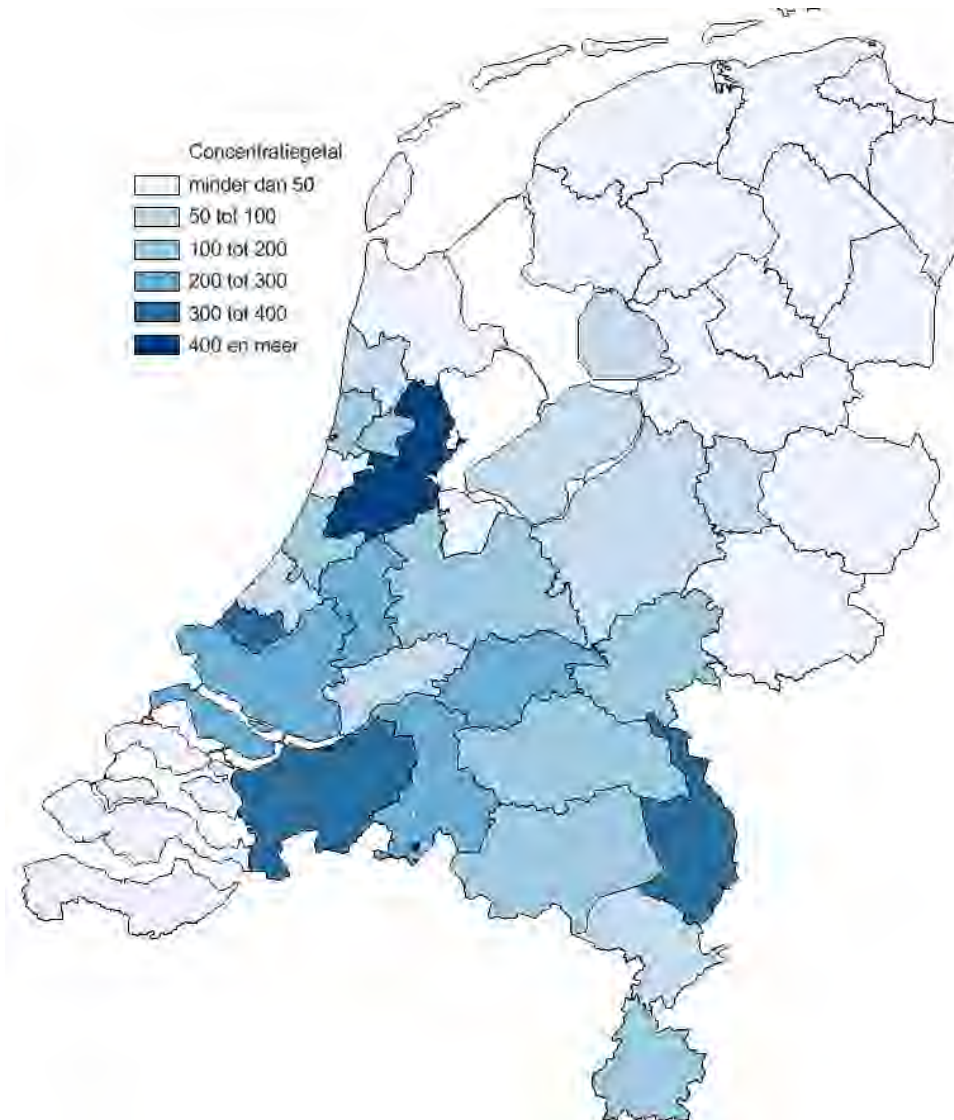 Concentratiegetal
minder dan 50
50 tot 100
100 tot 200
200 tot 300
300 tot 400
400 en meer